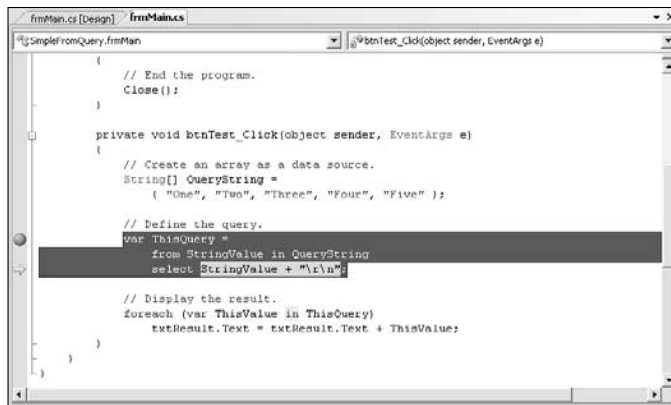 frmMain.cs [Design] frmMain.cs
SimpleFromQuery.frmMain btnTest_Click(object sender, EventArgs e)
{
// End the program.
Close();
}
private void btnTest_Click(object sender, EventArgs e)
{
// Create an array as a data source.
String[] QueryString =
{ "One", "Two", "Three", "Four", "Five" };
// Define the query.
var ThisQuery =
from StringValue in QueryString
select StringValue + "\r\n";
// Display the result.
foreach (var ThisValue in ThisQuery)
txtResult.Text = txtResult.Text + ThisValue;
}
}
}